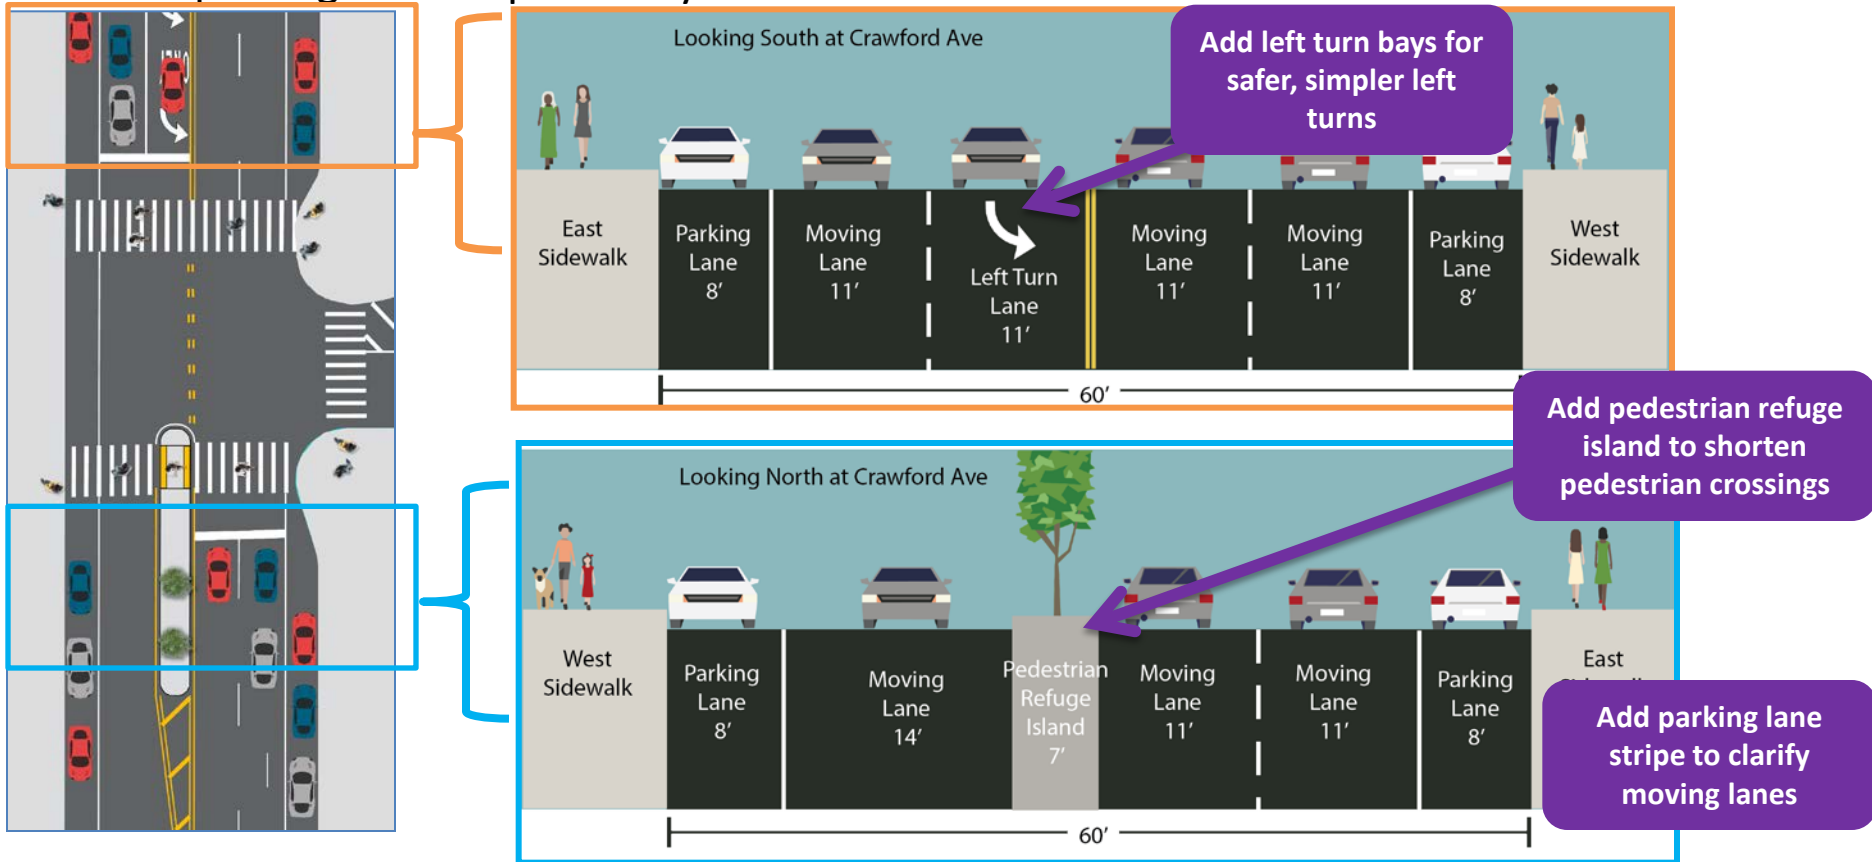 Looking South at Crawford Ave
Add left turn bays for
safer, simpler left
turns
East
Sidewalk
Parking
Lane
8'
Moving
Lane
11'
Left Turn
Lane
11'
Moving
Lane
11'
Moving
Lane
11'
Parking
Lane
8'
West
Sidewalk
60'
Add pedestrian refuge
island to shorten
pedestrian crossings
Looking North at Crawford Ave
West
Sidewalk
Parking
Lane
8'
Moving
Lane
14'
Pedestrian
Refuge
Island
7'
Moving
Lane
11'
Moving
Lane
11'
Parking
Lane
8'
East
60'
Add parking lane
stripe to clarify
moving lanes